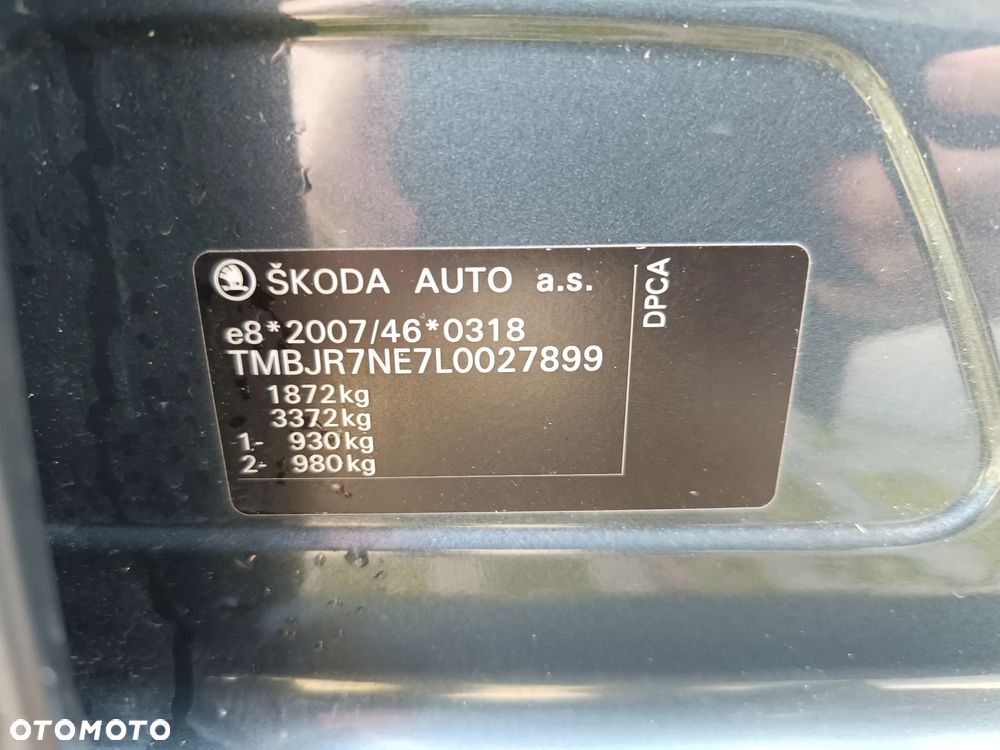 ŠKODA AUTO a.s.
DPCA
e8*2007/46*0318
TMBJR7NE7L0027899
1872kg
3372kg
1- 930kg
2- 980kg
OTOMOTO